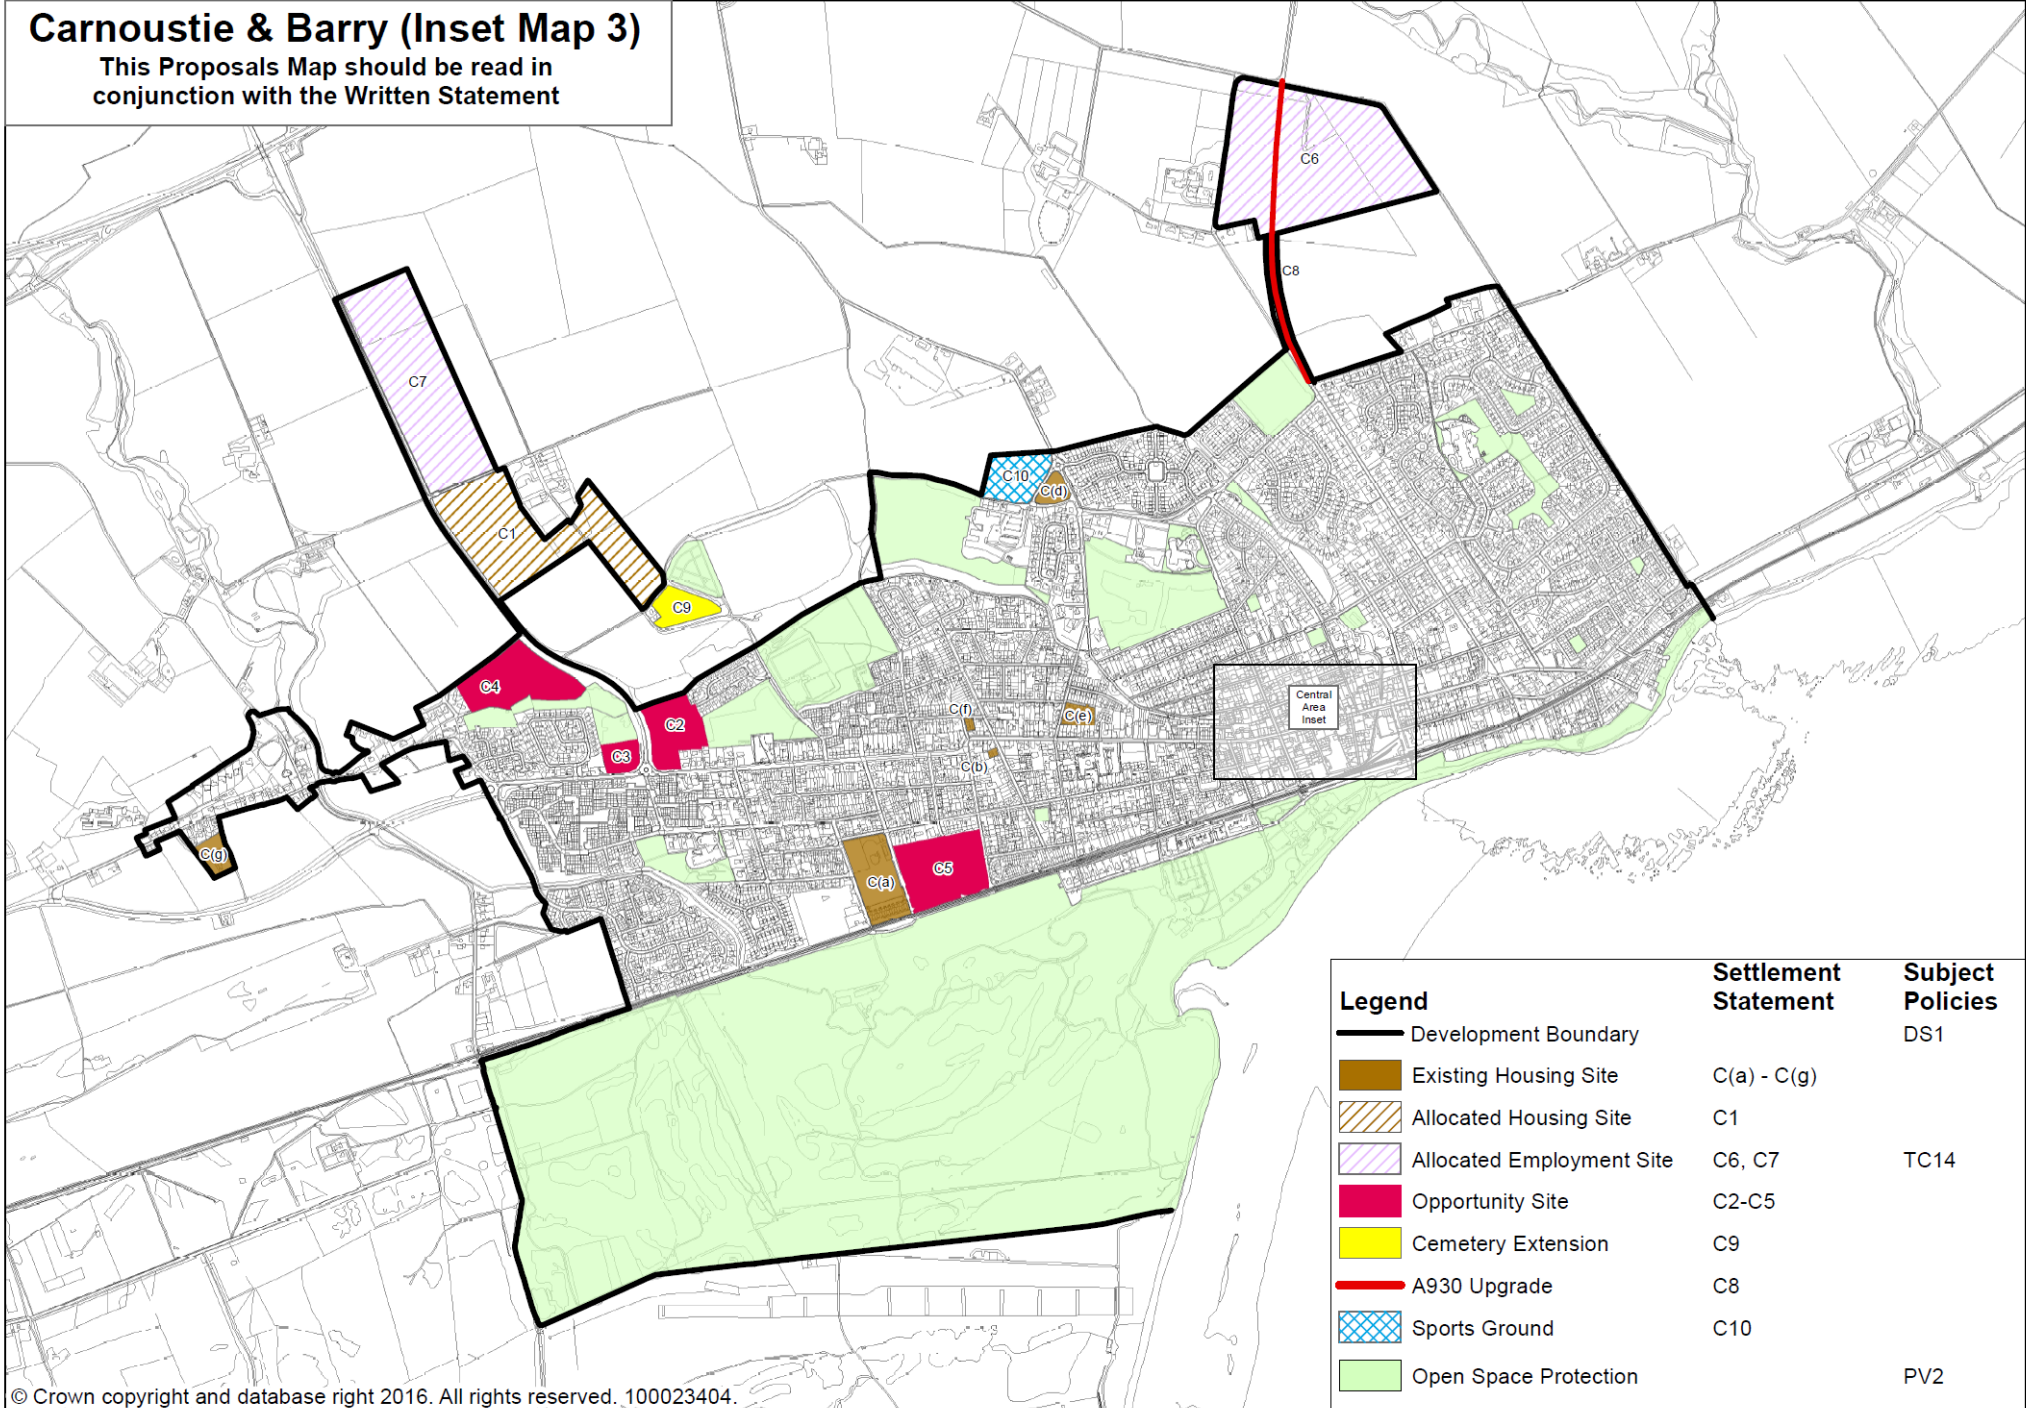 Carnoustie & Barry (Inset Map 3)
This Proposals Map should be read in
conjunction with the Written Statement
C6
C8
C7
C10
C(d)
C1
C9
C4
C2
C(f)
C(e)
C3
C(b)
Central
Area
Inset
C(g)
C(a)
C5
Legend
Settlement
Statement
Subject
Policies
Development Boundary DS1
Existing Housing Site C(a) - C(g)
Allocated Housing Site C1
Allocated Employment Site C6, C7 TC14
Opportunity Site C2-C5
Cemetery Extension C9
A930 Upgrade C8
Sports Ground C10
Open Space Protection PV2
© Crown copyright and database right 2016. All rights reserved. 100023404.